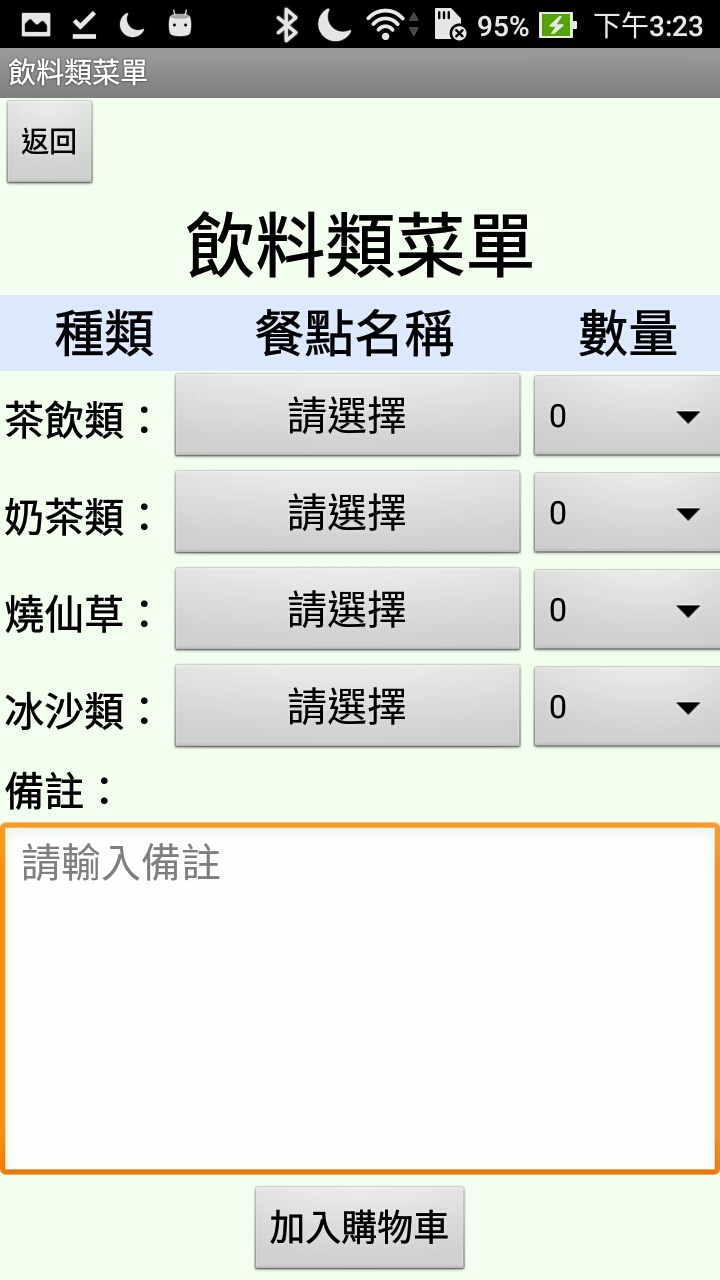 95% 下午3:23
飲料類菜單
返回
飲料類菜單
種類 餐點名稱 數量
茶飲類： 請選擇 0
奶茶類： 請選擇 0
燒仙草： 請選擇 0
冰沙類： 請選擇 0
備註：
請輸入備註
加入購物車